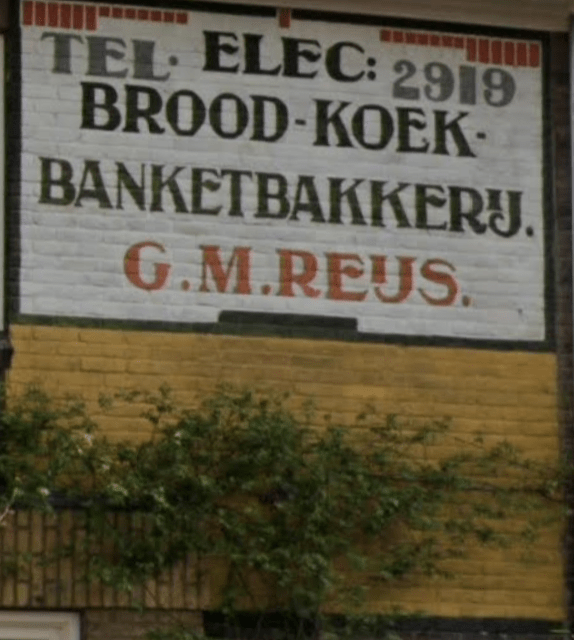 TEL. ELEC: 2919
BROOD-KOEK-
BANKETBAKKERIJ.
G.M.REIJS.